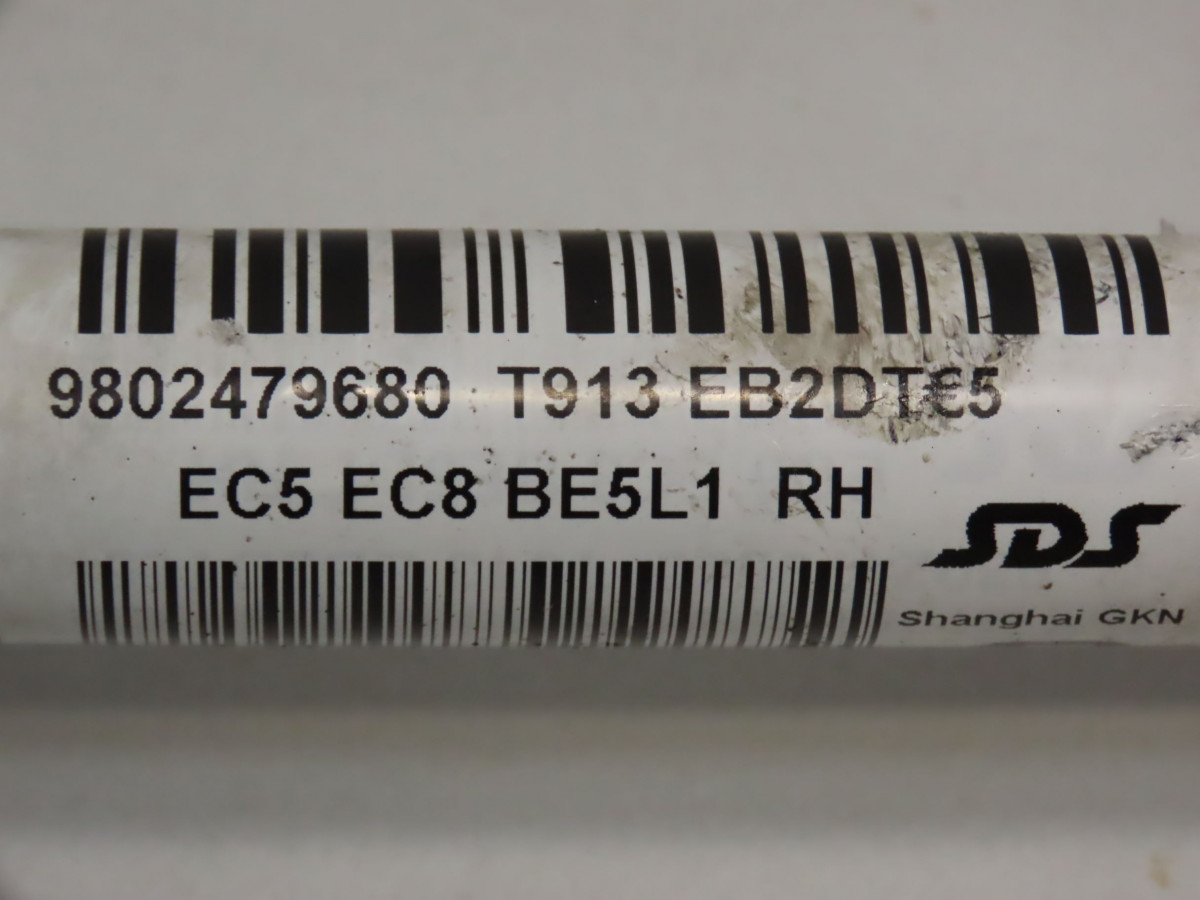 9802479680 T913 EB2DT€5
EC5 EC8 BE5L1 RH
SDS
Shanghai GKN